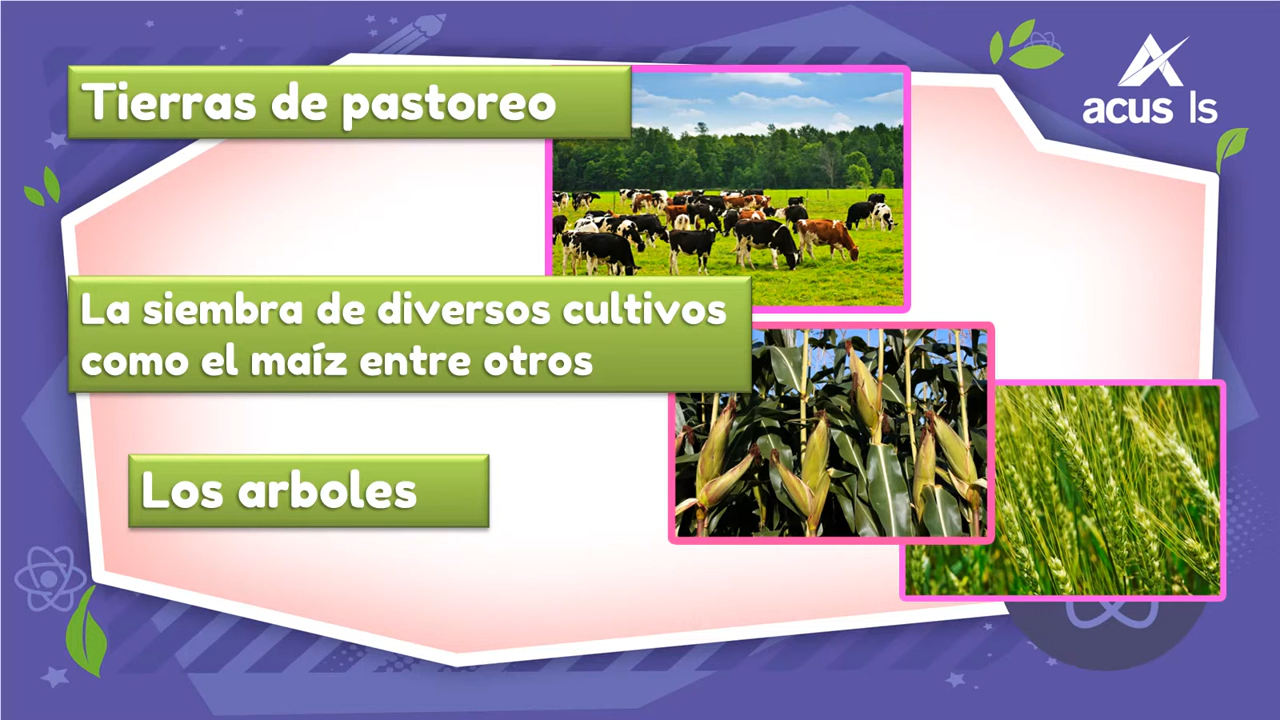 Tierras de pastoreo
acus ls
La siembra de diversos cultivos
como el maíz entre otros
Los arboles